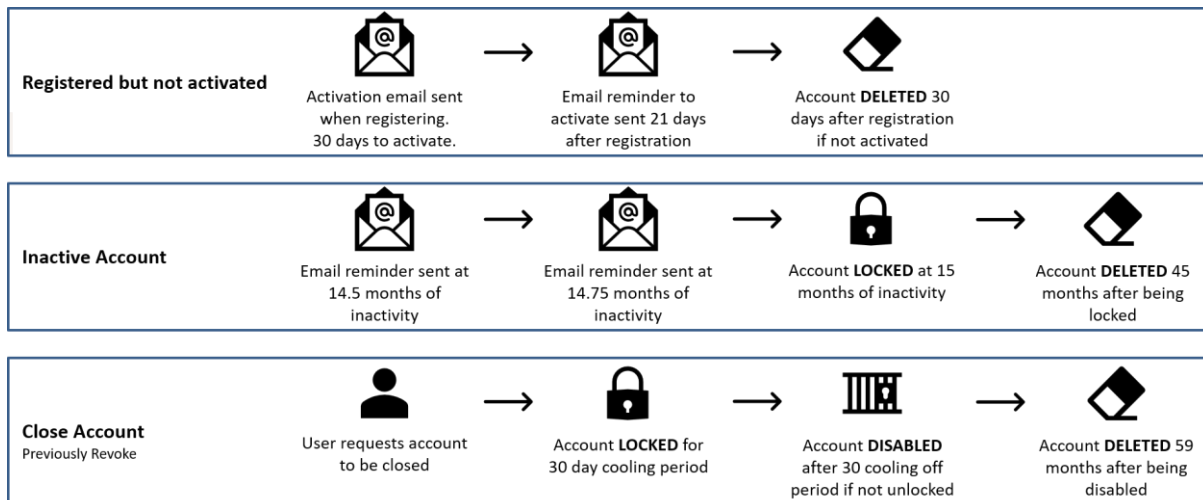 Registered but not activated
Activation email sent
when registering.
30 days to activate.
Email reminder to
activate sent 21 days
after registration
Account DELETED 30
days after registration
if not activated
Inactive Account
Email reminder sent at
14.5 months of
inactivity
Email reminder sent at
14.75 months of
inactivity
Account LOCKED at 15
months of inactivity
Account DELETED 45
months after being
locked
Close Account
Previously Revoke
User requests account
to be closed
Account LOCKED for
30 day cooling period
Account DISABLED
after 30 cooling off
period if not unlocked
Account DELETED 59
months after being
disabled